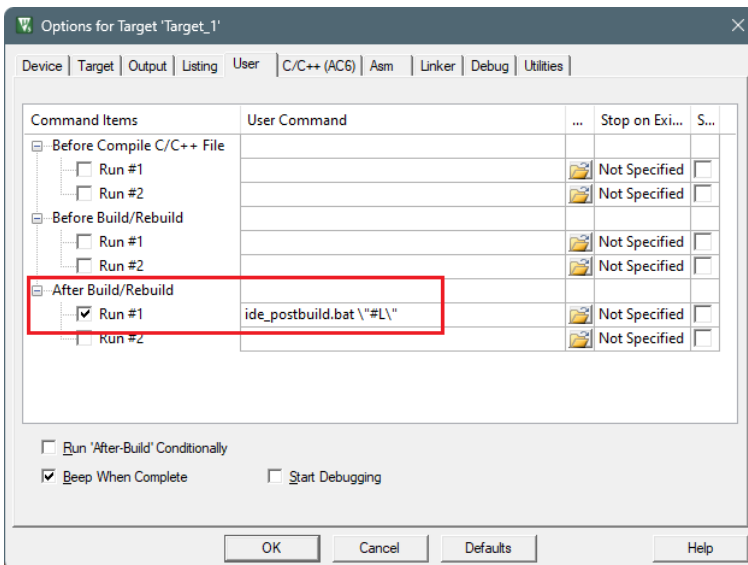 Options for Target 'Target_1'
Device Target Output Listing User C/C++ (AC6) Asm Linker Debug Utilities
Command Items User Command ... Stop on Exi... S...
Before Compile C/C++ File
Run #1 Not Specified
Run #2 Not Specified
Before Build/Rebuild
Run #1 Not Specified
Run #2 Not Specified
After Build/Rebuild
Run #1 ide_postbuild.bat \"#L\" Not Specified
Run #2 Not Specified
Run 'After-Build' Conditionally
Beep When Complete Start Debugging
OK Cancel Defaults Help